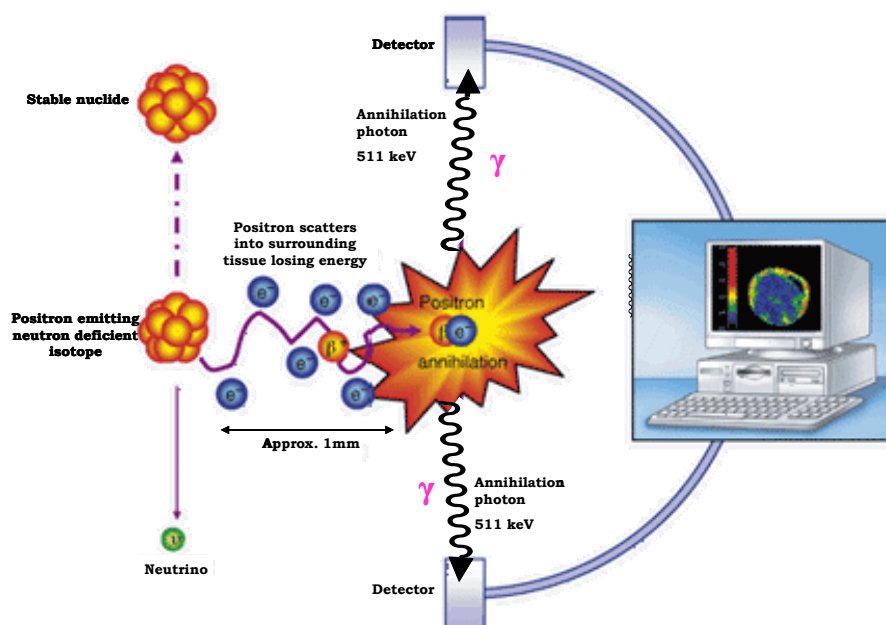 Detector
Stable nuclide
Annihilation
photon
511 keV
γ
Positron scatters
into surrounding
tissue losing energy
e⁻
e⁻
e⁻
Positron
Positron emitting
neutron deficient
isotope
β
e⁻
β⁺
e⁻
annihilation
e⁻
e⁻
Approx. 1mm
γ
Annihilation
photon
511 keV
υ
Neutrino
Detector